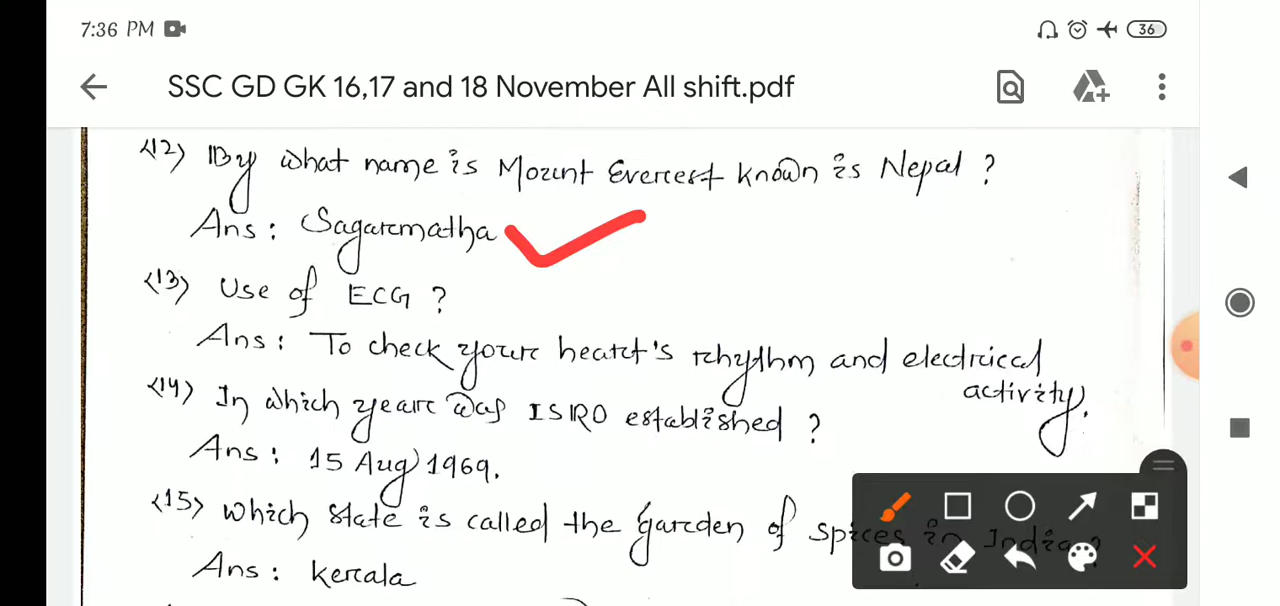 7:36 PM
36
SSC GD GK 16,17 and 18 November All shift.pdf
<12> By what name is Mount Everest known is Nepal ?
Ans : Sagarmatha
<13> Use of ECG ?
Ans : To check your heart's rhythm and electrical
activity.
<14> In which year was ISRO established ?
Ans : 15 Aug 1969.
<15> which state is called the garden of spices in India ?
Ans : kerala